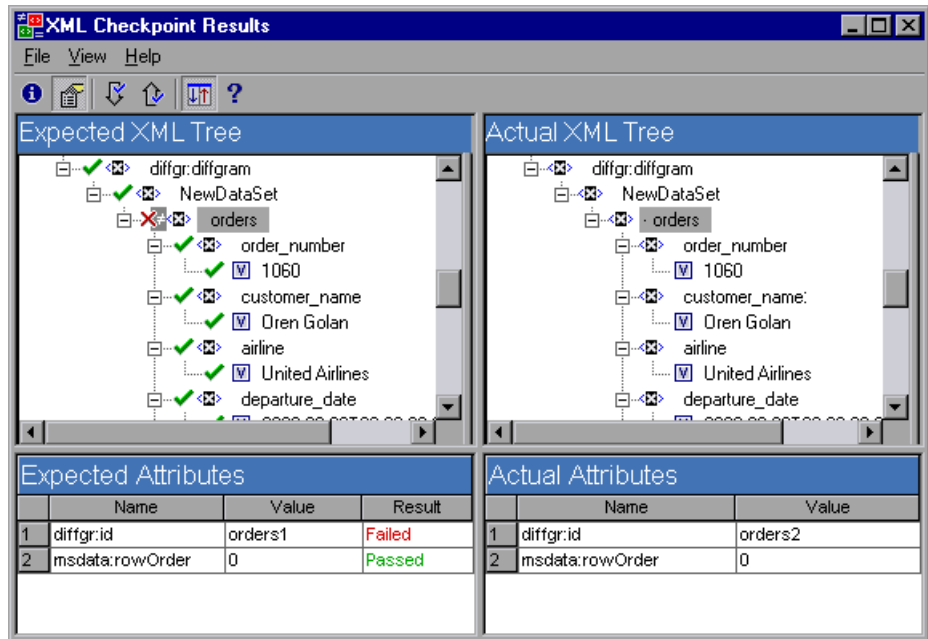 XML Checkpoint Results
File View Help
Expected XML Tree
diffgr:diffgram
NewDataSet
orders
order_number
1060
customer_name
Oren Golan
airline
United Airlines
departure_date
Actual XML Tree
diffgr:diffgram
NewDataSet
· orders
order_number
1060
customer_name:
Oren Golan
airline
United Airlines
departure_date
Expected Attributes
Name Value Result
1 diffgr:id orders1 Failed
2 msdata:rowOrder 0 Passed
Actual Attributes
Name Value
1 diffgr:id orders2
2 msdata:rowOrder 0